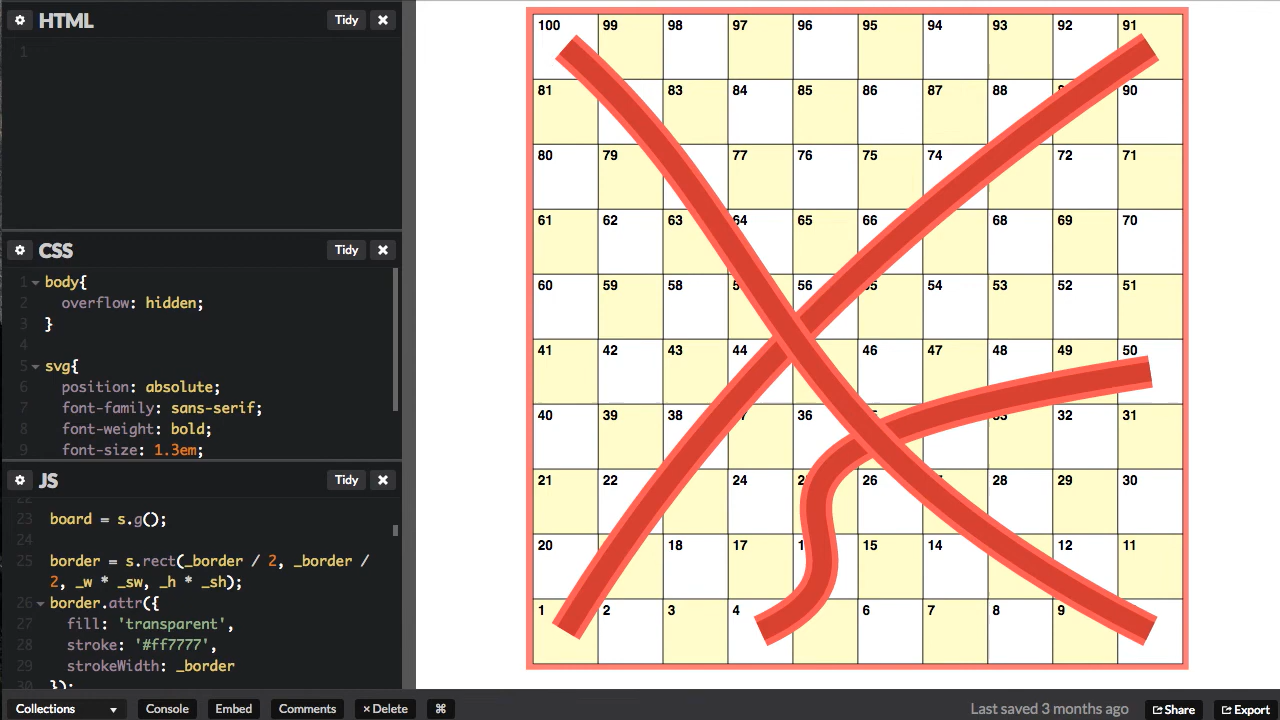 HTML Tidy
1
CSS Tidy
1 body{
2 overflow: hidden;
3 }
4
5 svg{
6 position: absolute;
7 font-family: sans-serif;
8 font-weight: bold;
9 font-size: 1.3em;
JS Tidy
22
23 board = s.g();
24
25 border = s.rect(_border / 2, _border /
2, _w * _sw, _h * _sh);
26 border.attr({
27 fill: 'transparent',
28 stroke: '#ff7777',
29 strokeWidth: _border
30 });
100 99 98 97 96 95 94 93 92 91
81 83 84 85 86 87 88 90
80 79 77 76 75 74 72 71
61 62 63 64 65 66 68 69 70
60 59 58 56 54 53 52 51
41 42 43 44 46 47 48 49 50
40 39 38 36 32 31
21 22 24 26 28 29 30
20 18 17 15 14 12 11
1 2 3 4 6 7 8 9
Collections Console Embed Comments × Delete ⌘ Last saved 3 months ago Share Export